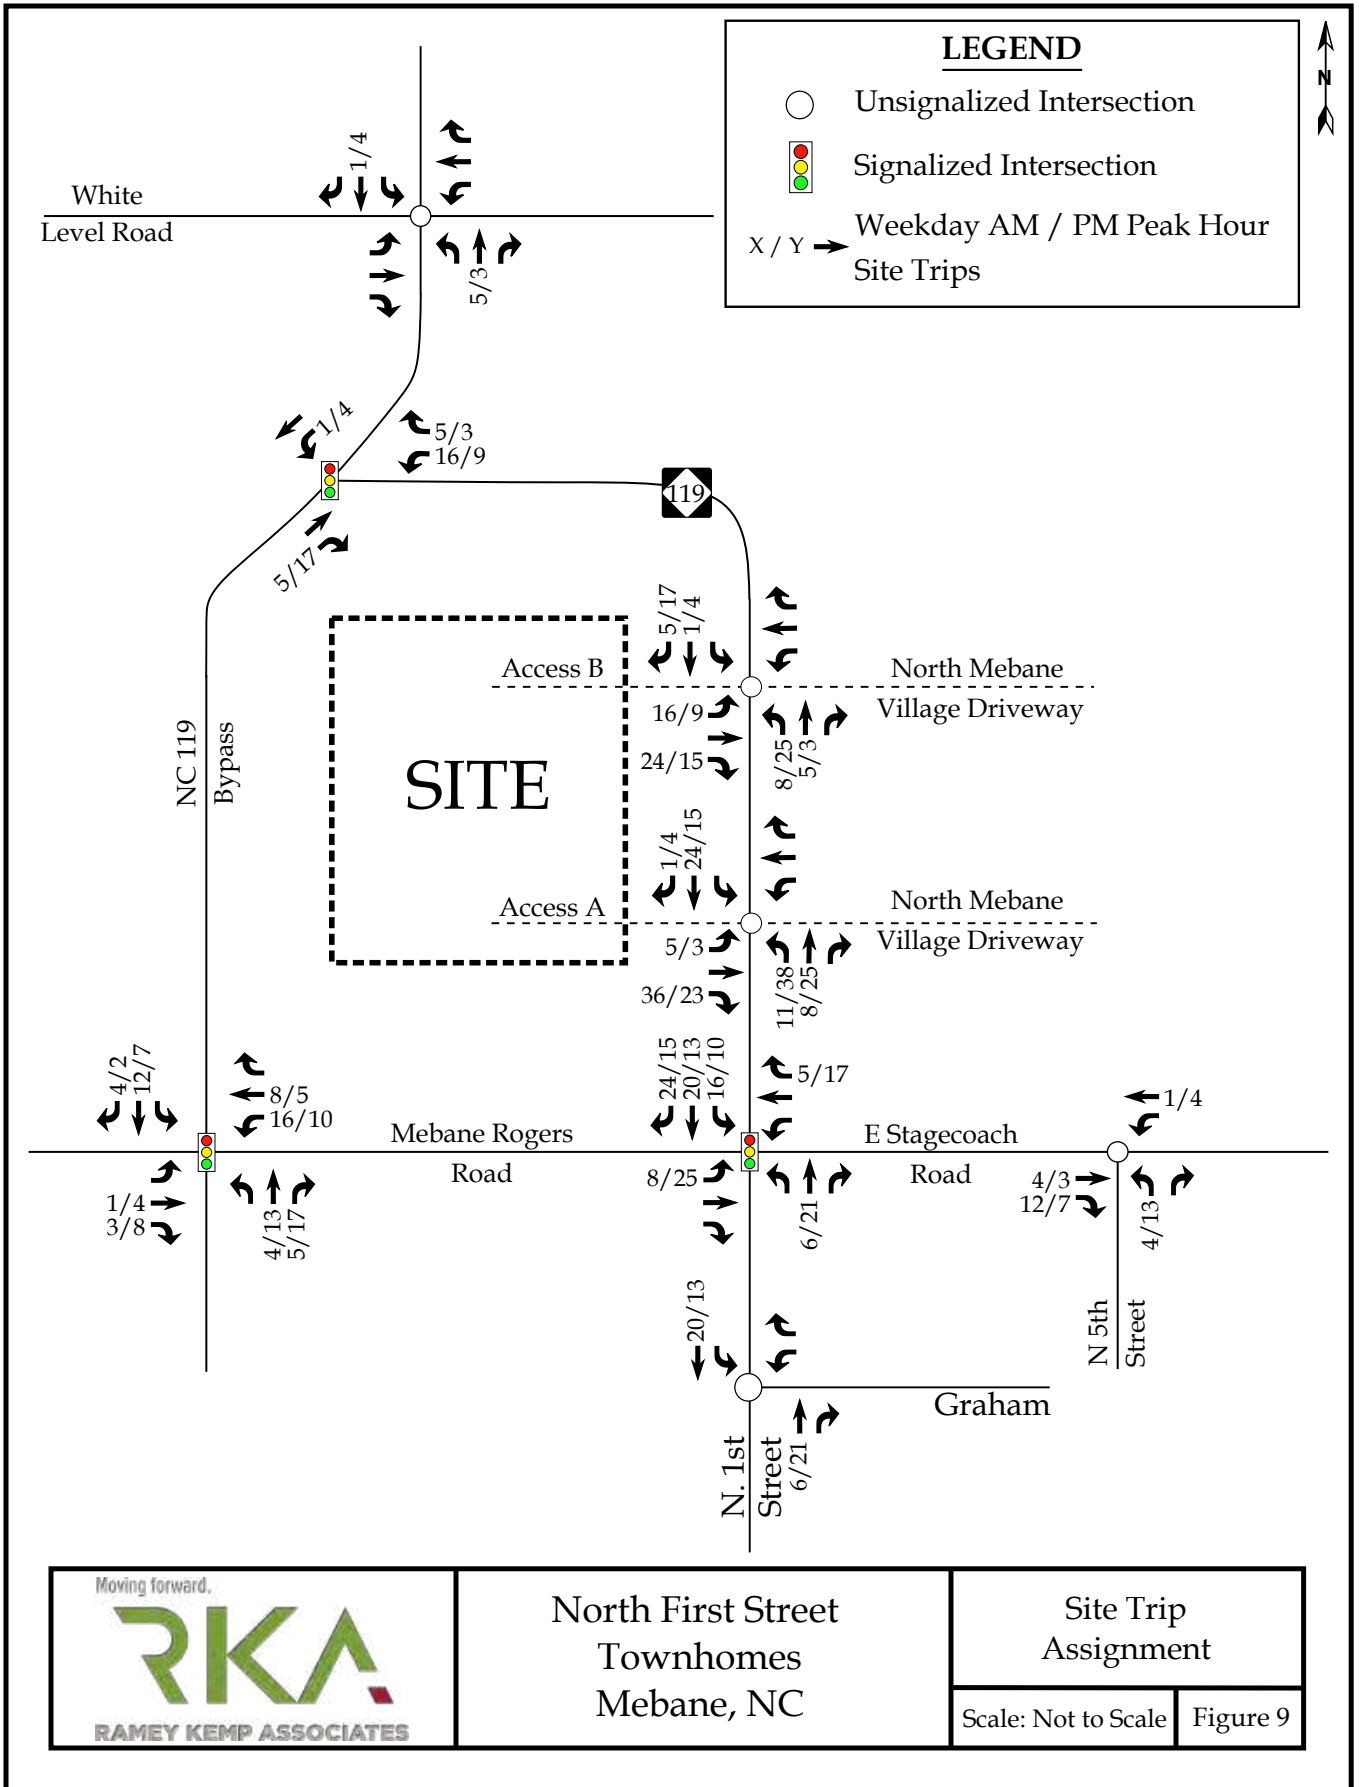 LEGEND
Unsignalized Intersection
Signalized Intersection
X / Y
Weekday AM / PM Peak Hour
Site Trips
N
1/4
White
Level Road
5/3
1/4
5/3
16/9
119
5/17
5/17
1/4
Access B
North Mebane
Village Driveway
16/9
24/15
8/25
5/3
NC 119
Bypass
SITE
1/4
24/15
Access A
North Mebane
Village Driveway
5/3
36/23
11/38
8/25
4/2
12/7
8/5
16/10
24/15
20/13
16/10
5/17
1/4
Mebane Rogers
Road
E Stagecoach
Road
1/4
3/8
4/13
5/17
8/25
6/21
4/3
12/7
4/13
20/13
N 5th
Street
Graham
N. 1st
Street
6/21
Moving forward.
RKA
RAMEY KEMP ASSOCIATES
North First Street
Townhomes
Mebane, NC
Site Trip
Assignment
Scale: Not to Scale
Figure 9